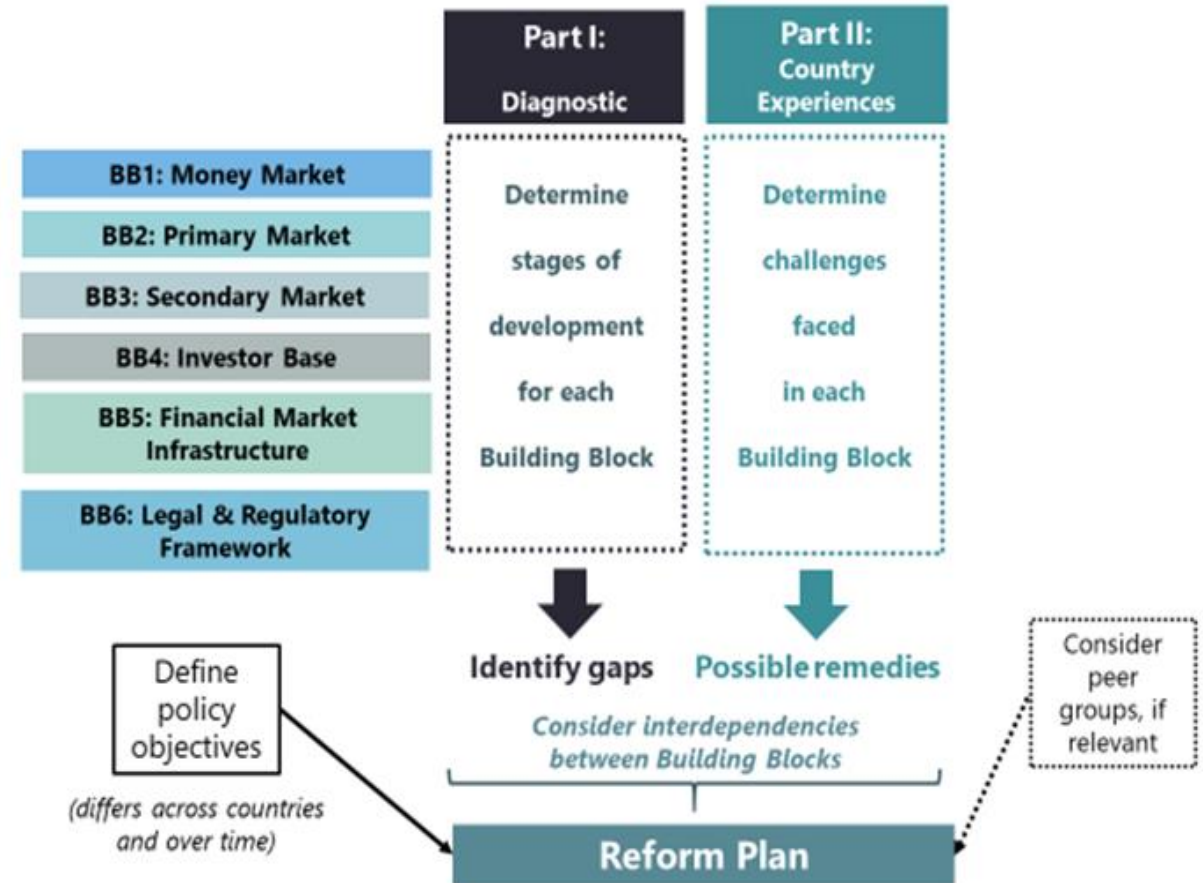 Part I:
Diagnostic
Part II:
Country
Experiences
BB1: Money Market
BB2: Primary Market
BB3: Secondary Market
BB4: Investor Base
BB5: Financial Market
Infrastructure
BB6: Legal & Regulatory
Framework
Determine
stages of
development
for each
Building Block
Determine
challenges
faced
in each
Building Block
Identify gaps
Possible remedies
Consider interdependencies
between Building Blocks
Define
policy
objectives
(differs across countries
and over time)
Consider
peer
groups, if
relevant
Reform Plan